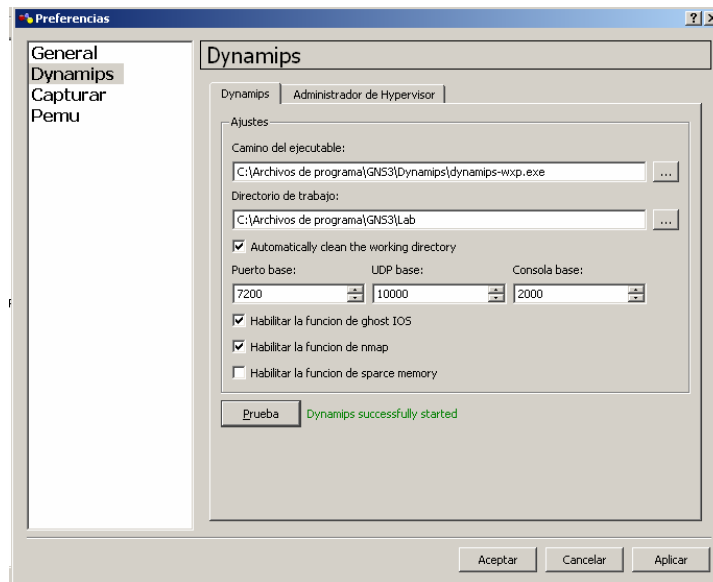 Preferencias
General
Dynamips
Capturar
Pemu
Dynamips
Dynamips Administrador de Hypervisor
Ajustes
Camino del ejecutable:
C:\Archivos de programa\GNS3\Dynamips\dynamips-wxp.exe ...
Directorio de trabajo:
C:\Archivos de programa\GNS3\Lab ...
Automatically clean the working directory
Puerto base: UDP base: Consola base:
7200 10000 2000
Habilitar la funcion de ghost IOS
Habilitar la funcion de nmap
Habilitar la funcion de sparce memory
Prueba Dynamips successfully started
Aceptar Cancelar Aplicar